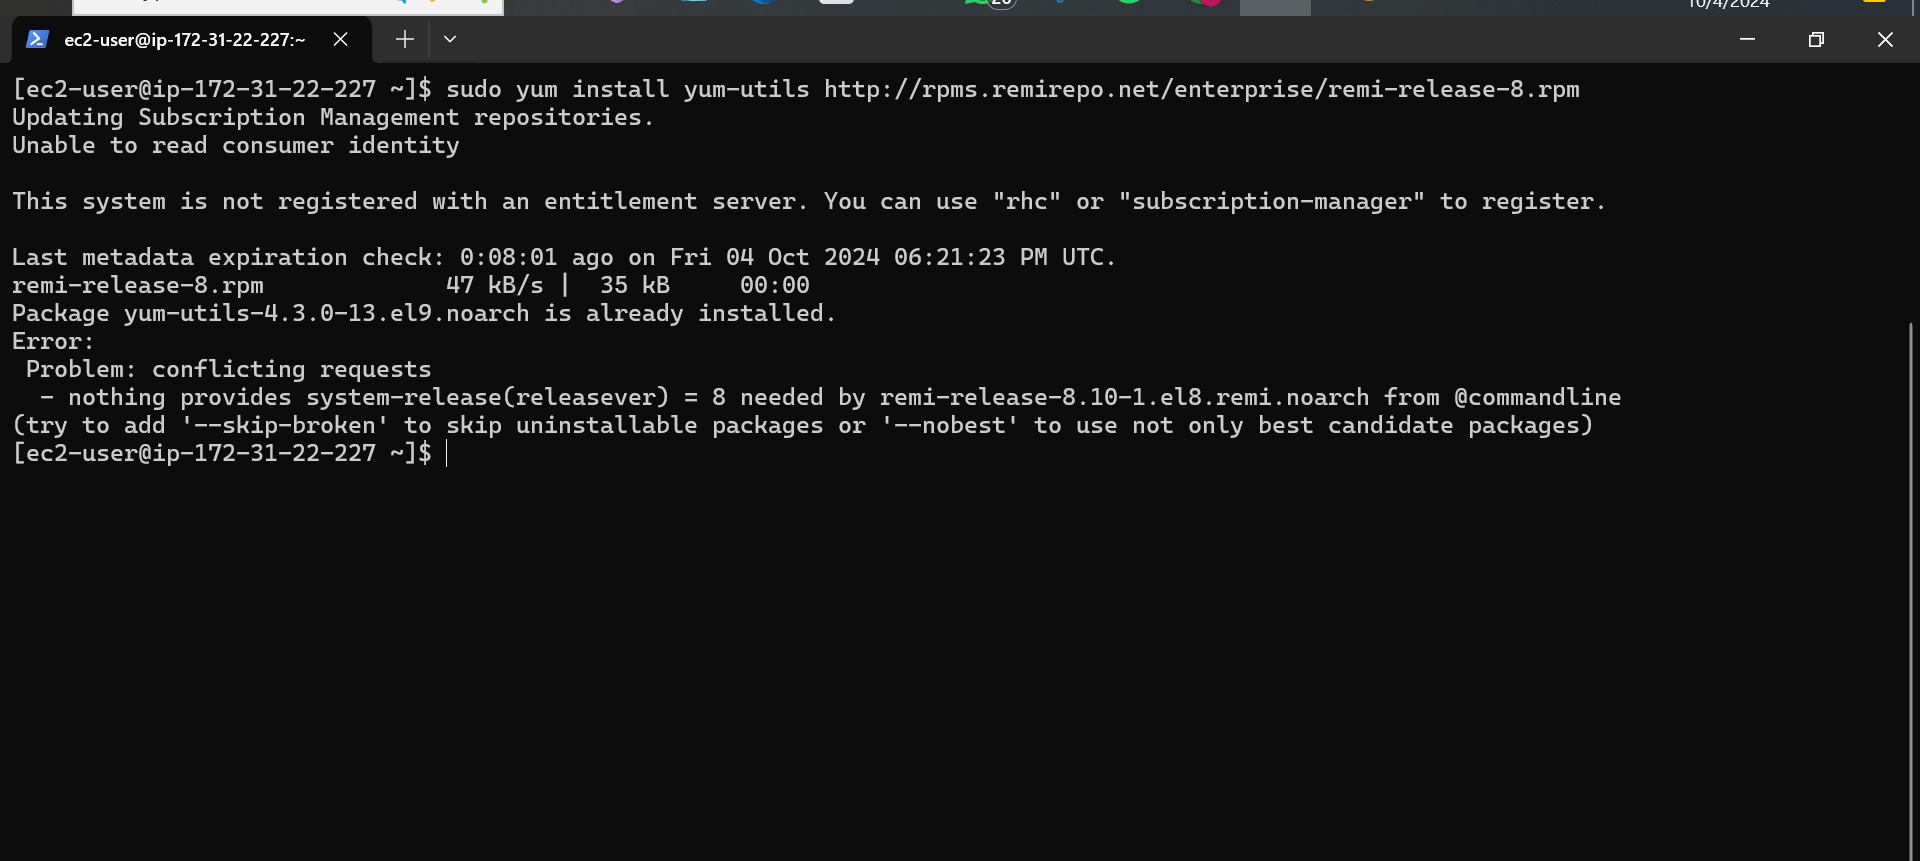 10/4/2024
ec2-user@ip-172-31-22-227:~
[ec2-user@ip-172-31-22-227 ~]$ sudo yum install yum-utils http://rpms.remirepo.net/enterprise/remi-release-8.rpm
Updating Subscription Management repositories.
Unable to read consumer identity
This system is not registered with an entitlement server. You can use "rhc" or "subscription-manager" to register.
Last metadata expiration check: 0:08:01 ago on Fri 04 Oct 2024 06:21:23 PM UTC.
remi-release-8.rpm             47 kB/s |  35 kB     00:00
Package yum-utils-4.3.0-13.el9.noarch is already installed.
Error:
 Problem: conflicting requests
  - nothing provides system-release(releasever) = 8 needed by remi-release-8.10-1.el8.remi.noarch from @commandline
(try to add '--skip-broken' to skip uninstallable packages or '--nobest' to use not only best candidate packages)
[ec2-user@ip-172-31-22-227 ~]$